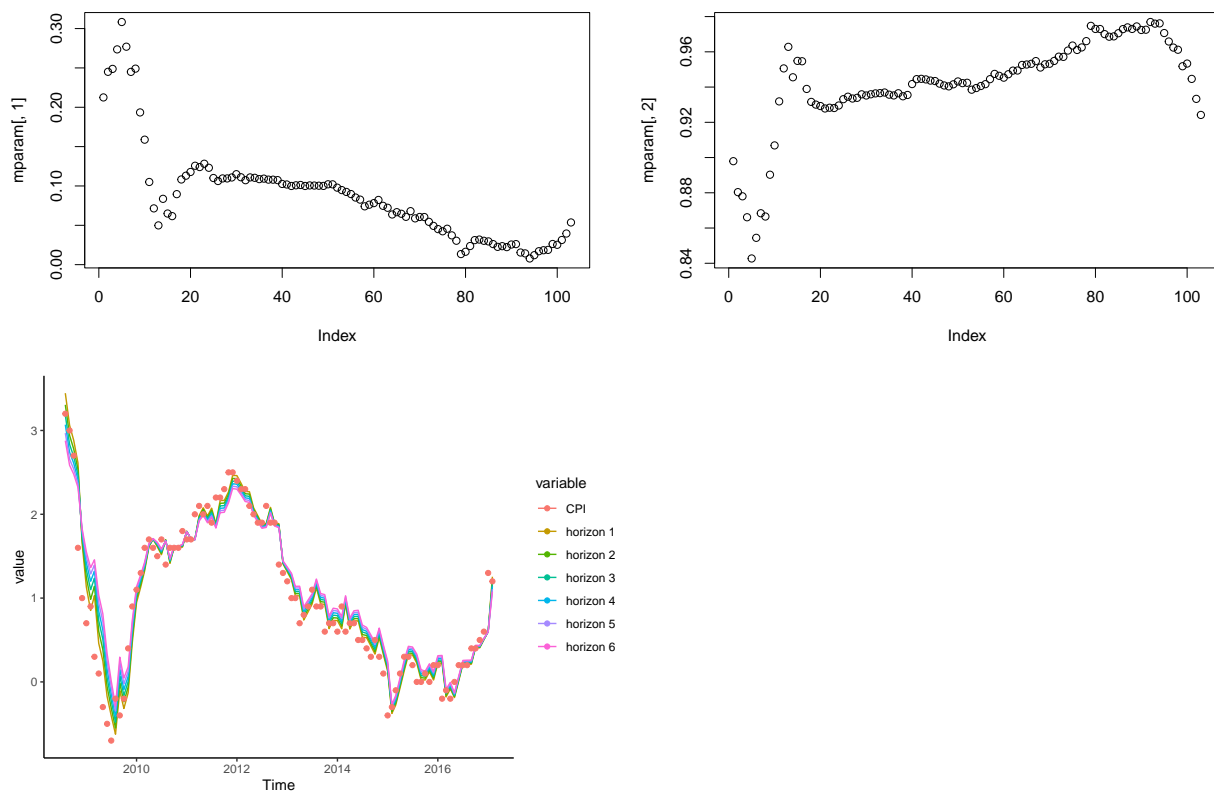 mparam[, 1]
0.30
0.20
0.10
0.00
0 20 40 60 80 100
Index
mparam[, 2]
0.96
0.92
0.88
0.84
0 20 40 60 80 100
Index
value
3
2
1
0
2010 2012 2014 2016
Time
variable
CPI
horizon 1
horizon 2
horizon 3
horizon 4
horizon 5
horizon 6